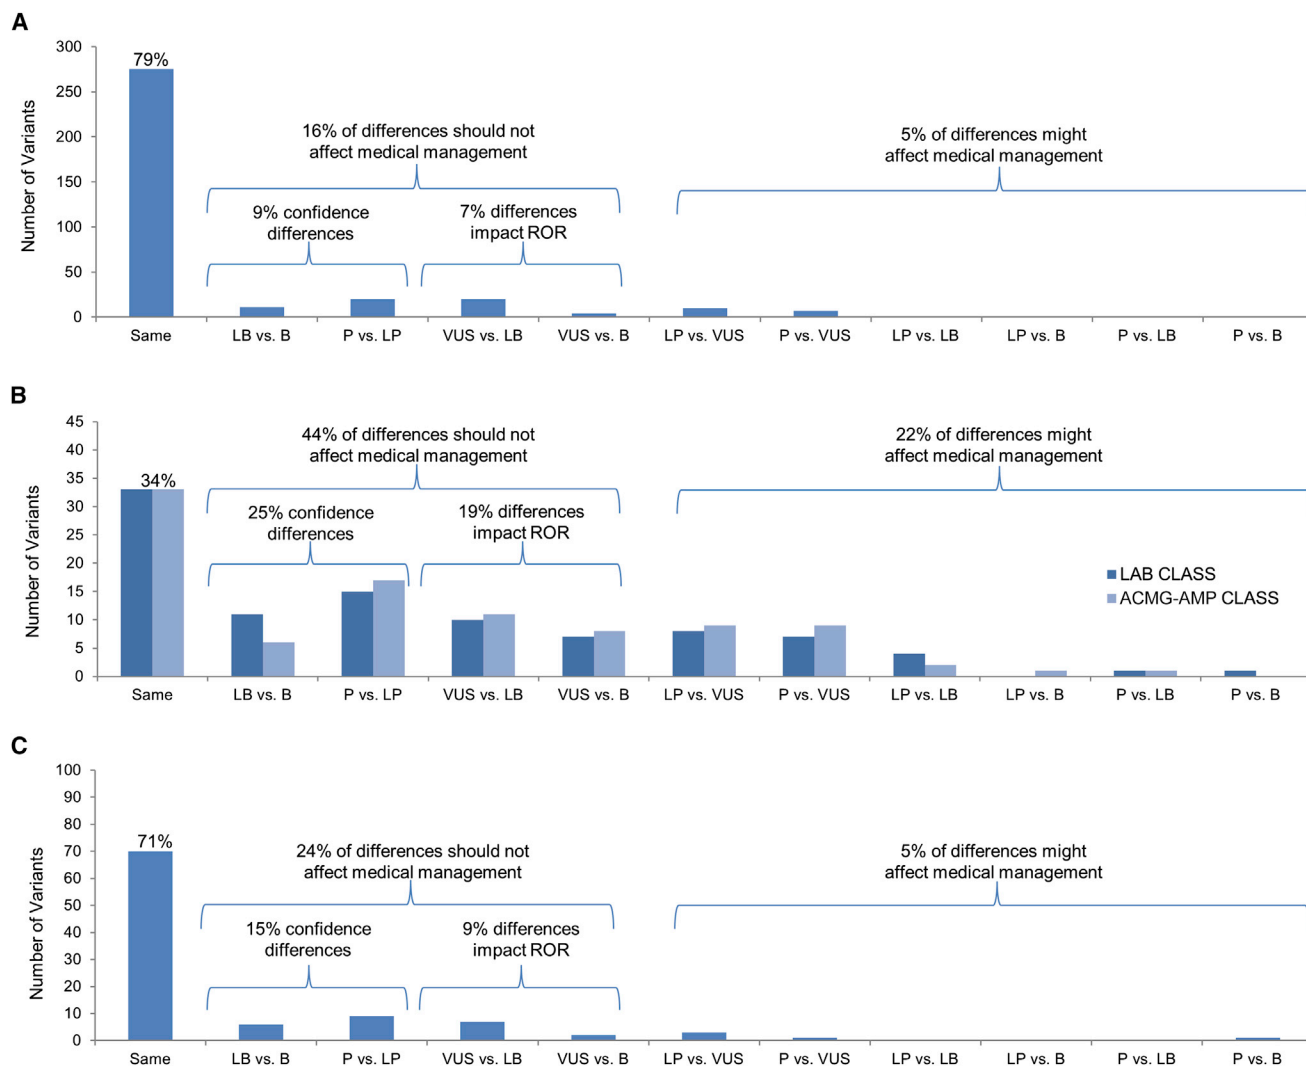 A
300
250
200
150
100
50
0
Number of Variants
79%
16% of differences should not
affect medical management
9% confidence
differences
7% differences
impact ROR
5% of differences might
affect medical management
Same LB vs. B P vs. LP VUS vs. LB VUS vs. B LP vs. VUS P vs. VUS LP vs. LB LP vs. B P vs. LB P vs. B
B
45
40
35
30
25
20
15
10
5
0
Number of Variants
34%
44% of differences should not
affect medical management
25% confidence
differences
19% differences
impact ROR
22% of differences might
affect medical management
LAB CLASS
ACMG-AMP CLASS
Same LB vs. B P vs. LP VUS vs. LB VUS vs. B LP vs. VUS P vs. VUS LP vs. LB LP vs. B P vs. LB P vs. B
C
100
90
80
70
60
50
40
30
20
10
0
Number of Variants
71%
24% of differences should not
affect medical management
15% confidence
differences
9% differences
impact ROR
5% of differences might
affect medical management
Same LB vs. B P vs. LP VUS vs. LB VUS vs. B LP vs. VUS P vs. VUS LP vs. LB LP vs. B P vs. LB P vs. B